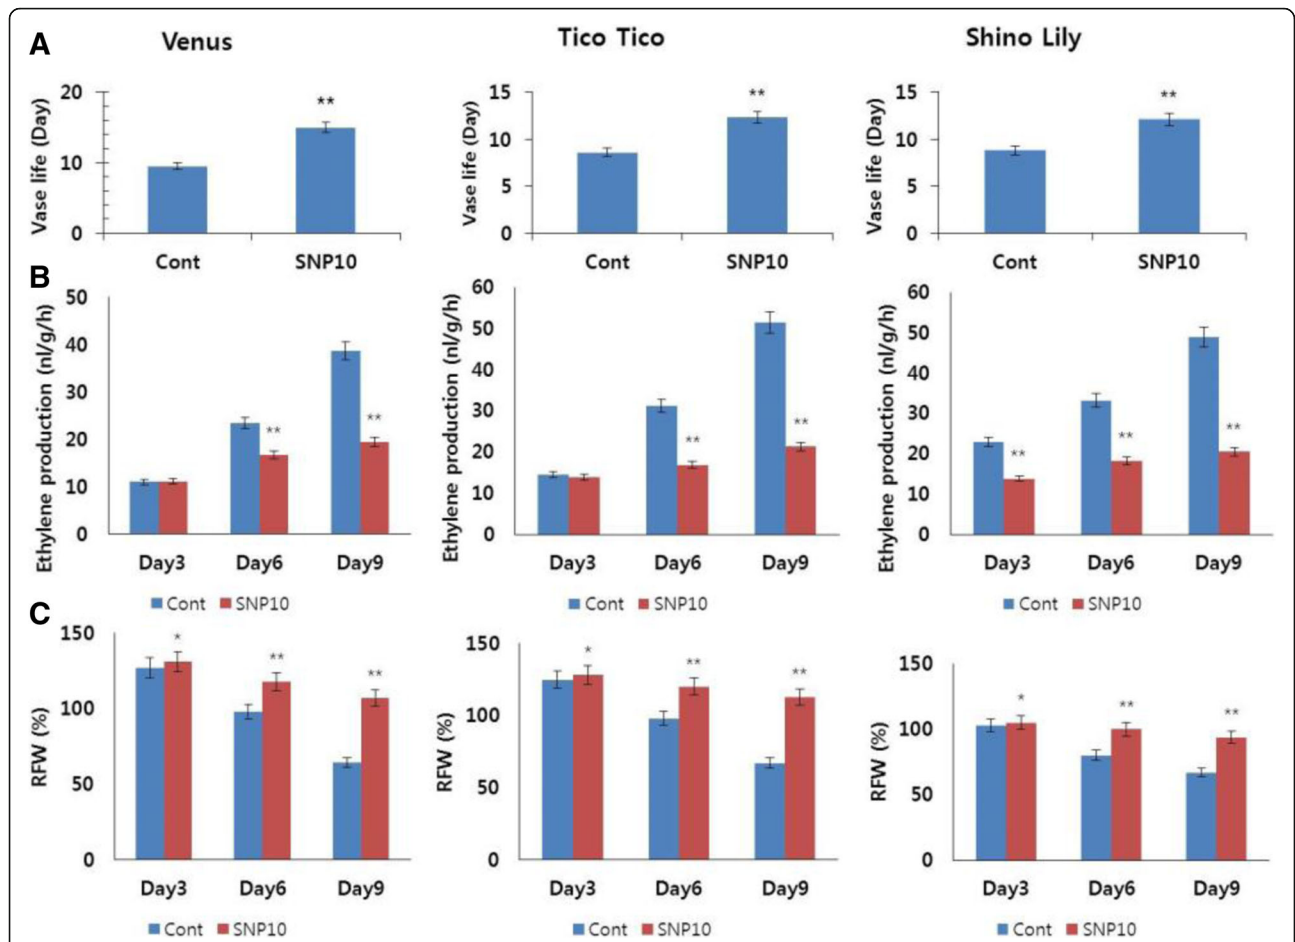 A
Venus
Tico Tico
Shino Lily
Vase life (Day)
20
10
0
**
Cont SNP10
Vase life (Day)
15
10
5
0
**
Cont SNP10
Vase life (Day)
15
10
5
0
**
Cont SNP10
B
Ethylene production (nl/g/h)
50
40
30
20
10
0
**
**
Day3 Day6 Day9
Cont SNP10
Ethylene production (nl/g/h)
60
50
40
30
20
10
0
**
**
Day3 Day6 Day9
Cont SNP10
Ethylene production (nl/g/h)
60
50
40
30
20
10
0
**
**
**
Day3 Day6 Day9
Cont SNP10
C
RFW (%)
150
100
50
0
*
**
**
Day3 Day6 Day9
Cont SNP10
RFW (%)
150
100
50
0
*
**
**
Day3 Day6 Day9
Cont SNP10
RFW (%)
150
100
50
0
*
**
**
Day3 Day6 Day9
Cont SNP10